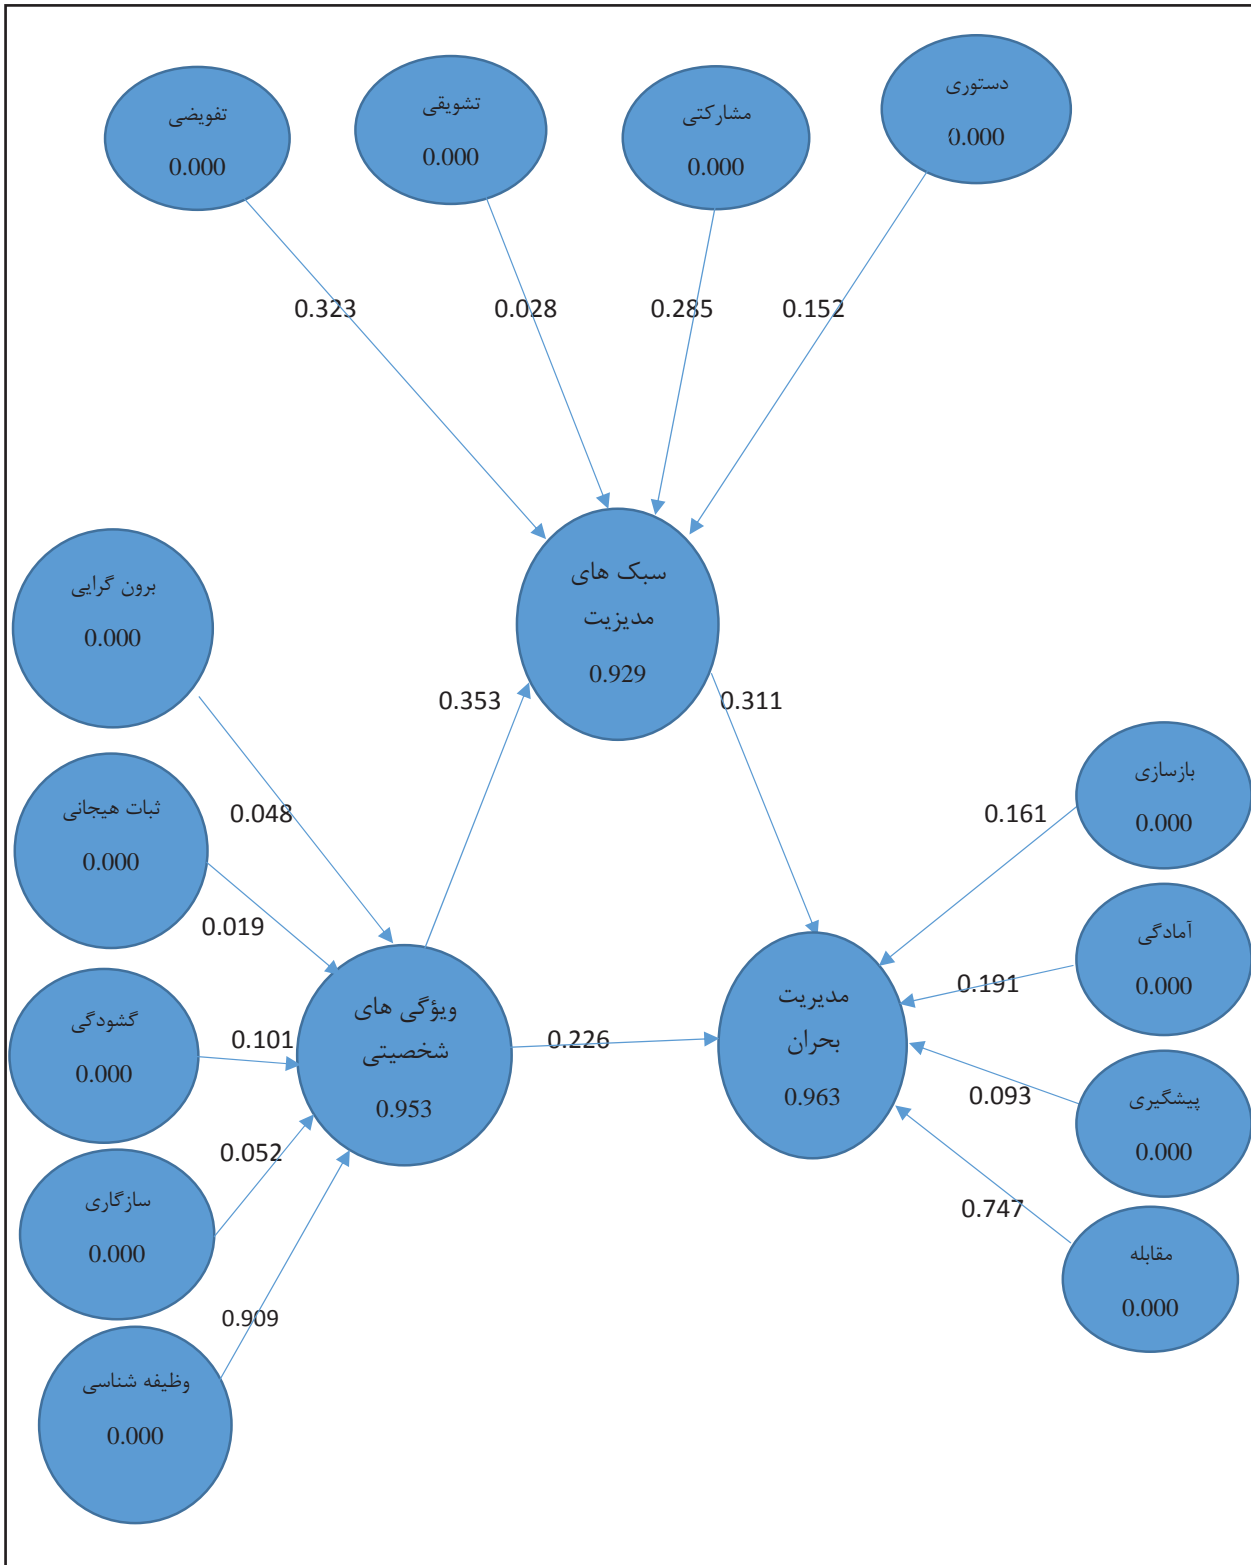 دستوری
0.000
مشارکتی
0.000
تشویقی
0.000
تفویضی
0.000
0.323
0.028
0.285
0.152
سبک های
مدیزیت
0.929
برون گرایی
0.000
0.353
0.311
ثبات هیجانی
0.000
0.048
0.019
بازسازی
0.000
0.161
آمادگی
0.000
0.191
گشودگی
0.000
0.101
ویؤگی های
شخصیتی
0.953
0.226
مدیریت
بحران
0.963
پیشگیری
0.000
0.093
سازگاری
0.000
0.052
0.747
مقابله
0.000
0.909
وظیفه شناسی
0.000